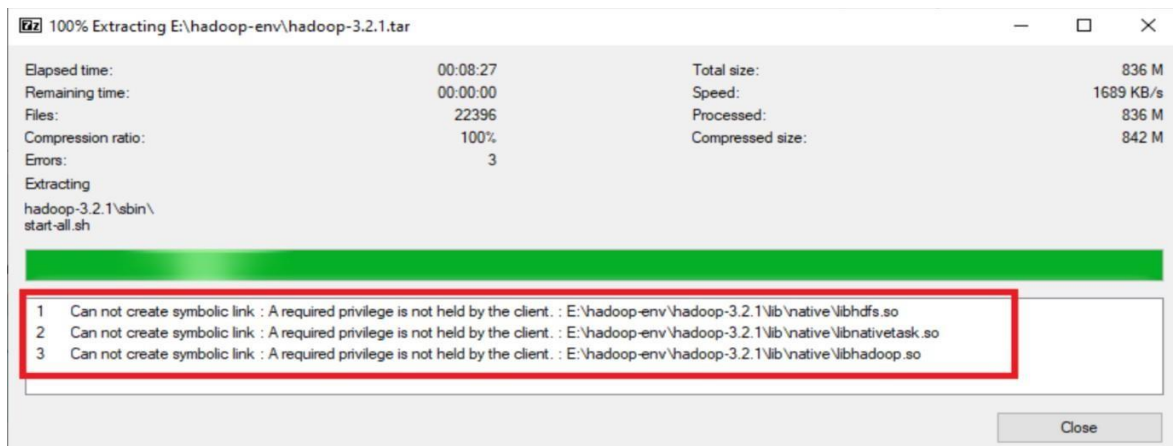 7z 100% Extracting E:\hadoop-env\hadoop-3.2.1.tar
Elapsed time: 00:08:27 Total size: 836 M
Remaining time: 00:00:00 Speed: 1689 KB/s
Files: 22396 Processed: 836 M
Compression ratio: 100% Compressed size: 842 M
Errors: 3
Extracting
hadoop-3.2.1\sbin\
start-all.sh
1 Can not create symbolic link : A required privilege is not held by the client. : E:\hadoop-env\hadoop-3.2.1\lib\native\libhdfs.so
2 Can not create symbolic link : A required privilege is not held by the client. : E:\hadoop-env\hadoop-3.2.1\lib\native\libnativetask.so
3 Can not create symbolic link : A required privilege is not held by the client. : E:\hadoop-env\hadoop-3.2.1\lib\native\libhadoop.so
Close